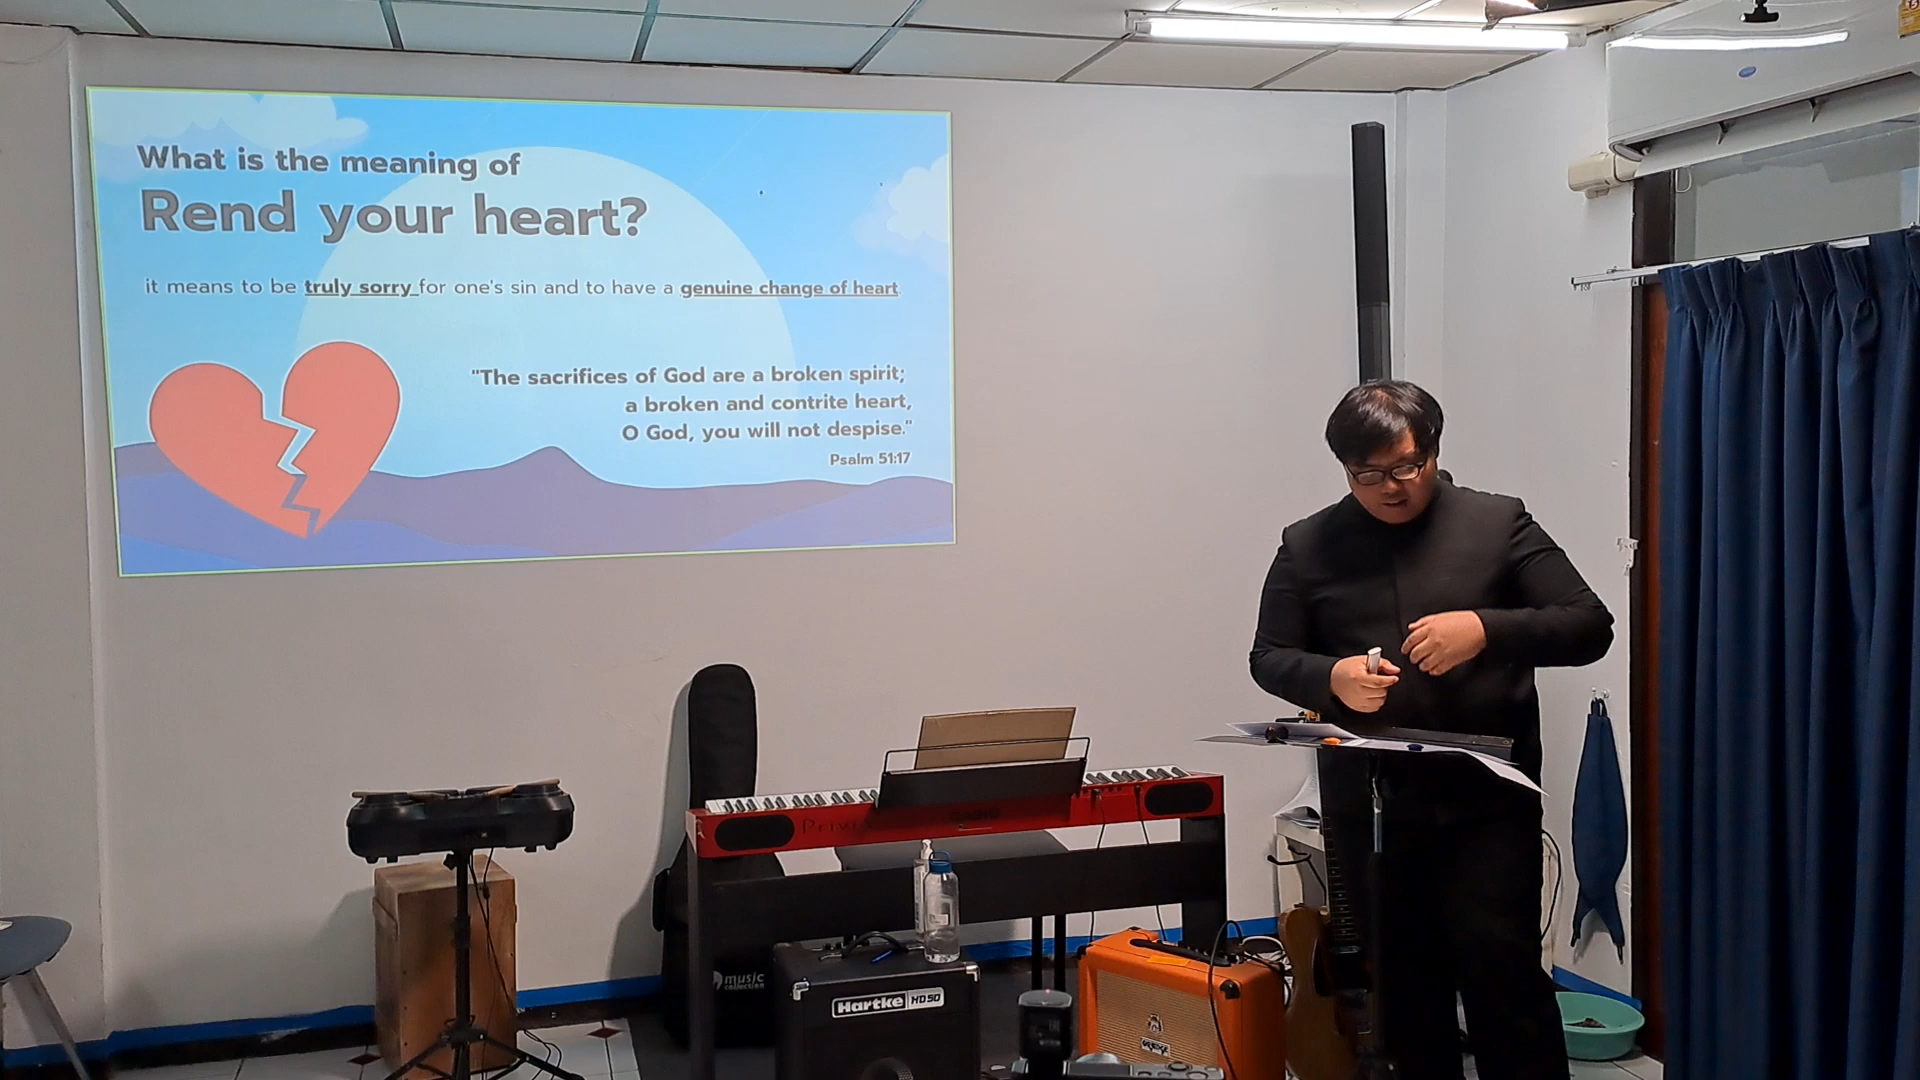 What is the meaning of
Rend your heart?
it means to be truly sorry for one's sin and to have a genuine change of heart
"The sacrifices of God are a broken spirit;
a broken and contrite heart,
O God, you will not despise."
Psalm 51:17
music
collection
Hartke HD50